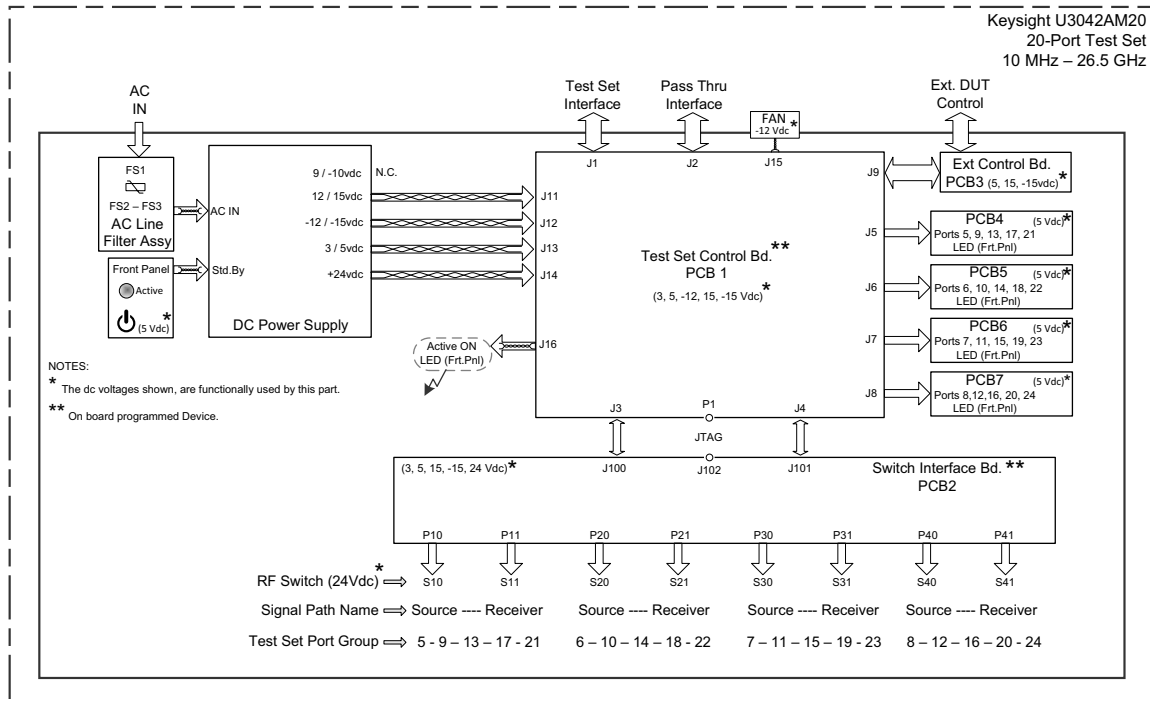 Keysight U3042AM20
20-Port Test Set
10 MHz – 26.5 GHz
AC
IN
Test Set
Interface
Pass Thru
Interface
Ext. DUT
Control
FAN
-12 Vdc *
J1
J2
J15
FS1
FS2 – FS3
AC Line
Filter Assy
AC IN
Front Panel
Active
(5 Vdc) *
Std.By
9 / -10vdc
N.C.
12 / 15vdc
-12 / -15vdc
3 / 5vdc
+24vdc
DC Power Supply
J11
J12
J13
J14
J16
Active ON
LED (Frt.Pnl)
Test Set Control Bd. **
PCB 1
(3, 5, -12, 15, -15 Vdc) *
J9
J5
J6
J7
J8
Ext Control Bd.
PCB3 (5, 15, -15vdc) *
PCB4 (5 Vdc) *
Ports 5, 9, 13, 17, 21
LED (Frt.Pnl)
PCB5 (5 Vdc) *
Ports 6, 10, 14, 18, 22
LED (Frt.Pnl)
PCB6 (5 Vdc) *
Ports 7, 11, 15, 19, 23
LED (Frt.Pnl)
PCB7 (5 Vdc) *
Ports 8,12,16, 20, 24
LED (Frt.Pnl)
NOTES:
* The dc voltages shown, are functionally used by this part.
** On board programmed Device.
J3
P1
J4
JTAG
J100
J102
J101
(3, 5, 15, -15, 24 Vdc) *
Switch Interface Bd. **
PCB2
P10 P11 P20 P21 P30 P31 P40 P41
RF Switch (24Vdc) * S10 S11 S20 S21 S30 S31 S40 S41
Signal Path Name Source ---- Receiver Source ---- Receiver Source ---- Receiver Source ---- Receiver
Test Set Port Group 5 - 9 – 13 – 17 - 21 6 – 10 – 14 – 18 - 22 7 – 11 – 15 – 19 - 23 8 – 12 – 16 – 20 - 24